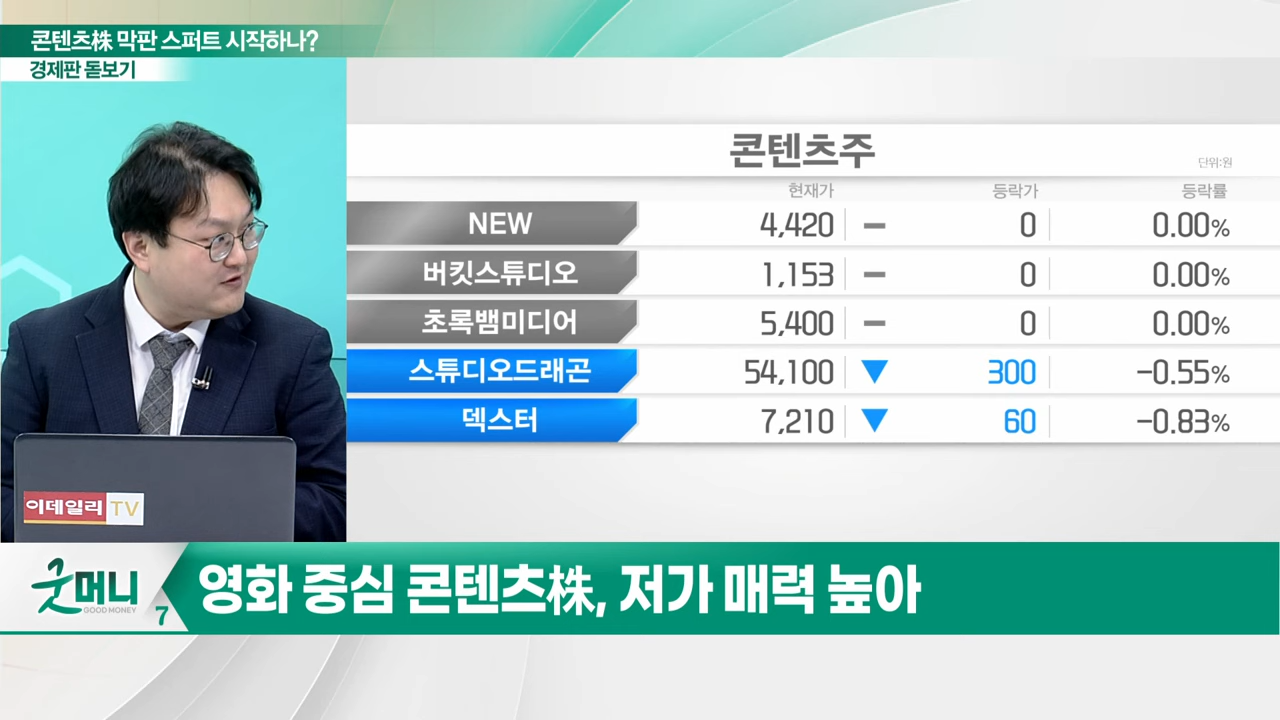 콘텐츠株 막판 스퍼트 시작하나?
경제판 돋보기
콘텐츠주
단위:원
현재가 등락가 등락률
NEW 4,420 0 0.00%
버킷스튜디오 1,153 0 0.00%
초록뱀미디어 5,400 0 0.00%
스튜디오드래곤 54,100 ▼ 300 -0.55%
덱스터 7,210 ▼ 60 -0.83%
이데일리 TV
굿머니 7
GOOD MONEY
영화 중심 콘텐츠株, 저가 매력 높아